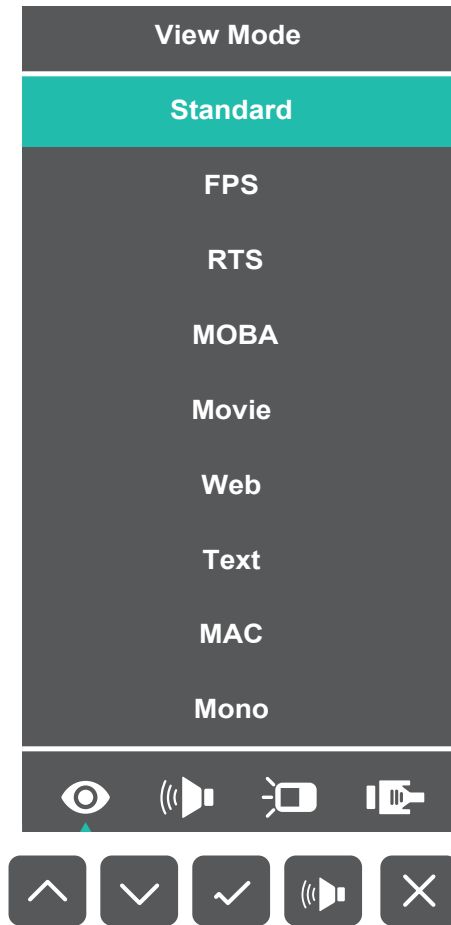 View Mode
Standard
FPS
RTS
MOBA
Movie
Web
Text
MAC
Mono